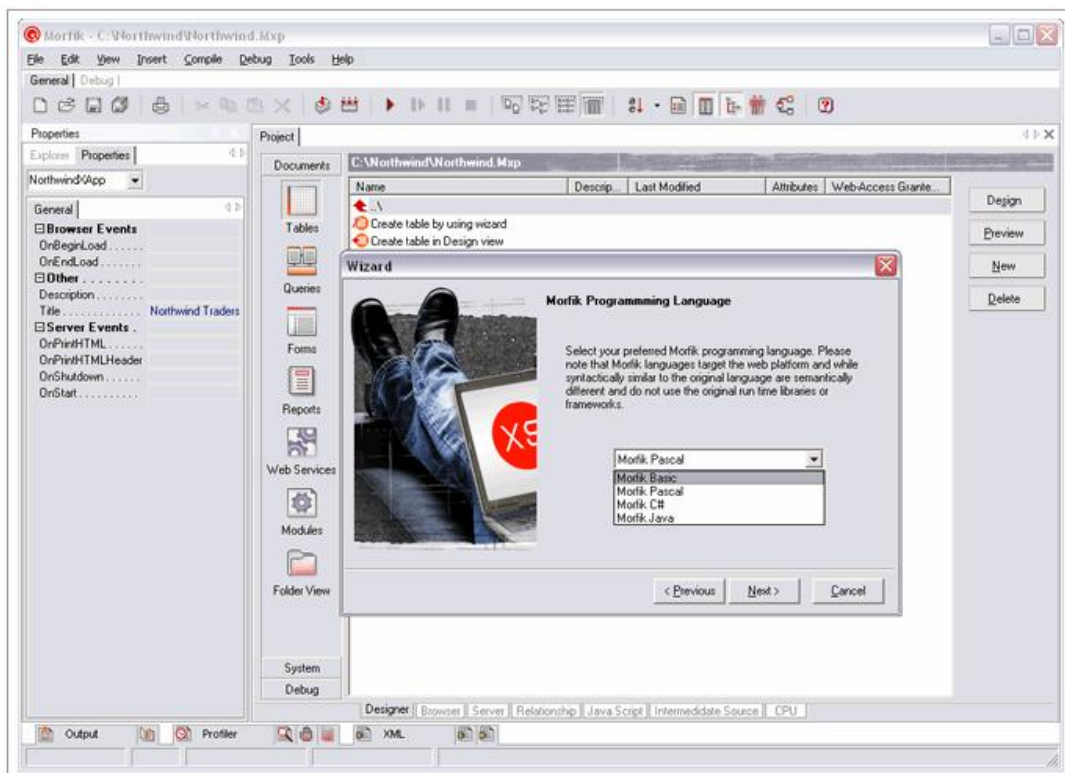 Morfik - C:\Northwind\Northwind.Mxp
File Edit View Insert Compile Debug Tools Help
General Debug
Properties
Explorer Properties
NorthwindXApp
General
Browser Events
OnBeginLoad
OnEndLoad
Other
Description
Title Northwind Traders
Server Events
OnPrintHTML
OnPrintHTMLHeader
OnShutdown
OnStart
Project
Documents
Tables
Queries
Forms
Reports
Web Services
Modules
Folder View
System
Debug
C:\Northwind\Northwind.Mxp
Name Descrip... Last Modified Attributes Web-Access Grante...
..\
Create table by using wizard
Create table in Design view
Design
Preview
New
Delete
Wizard
XS
Morfik Programmming Language
Select your preferred Morfik programming language. Please
note that Morfik languages target the web platform and while
syntactically similar to the original language are semantically
different and do not use the original run time libraries or
frameworks.
Morfik Pascal
Morfik Basic
Morfik Pascal
Morfik C#
Morfik Java
< Previous Next > Cancel
Designer Browser Server Relationship Java Script Intermedidate Source CPU
Output Profiler XML